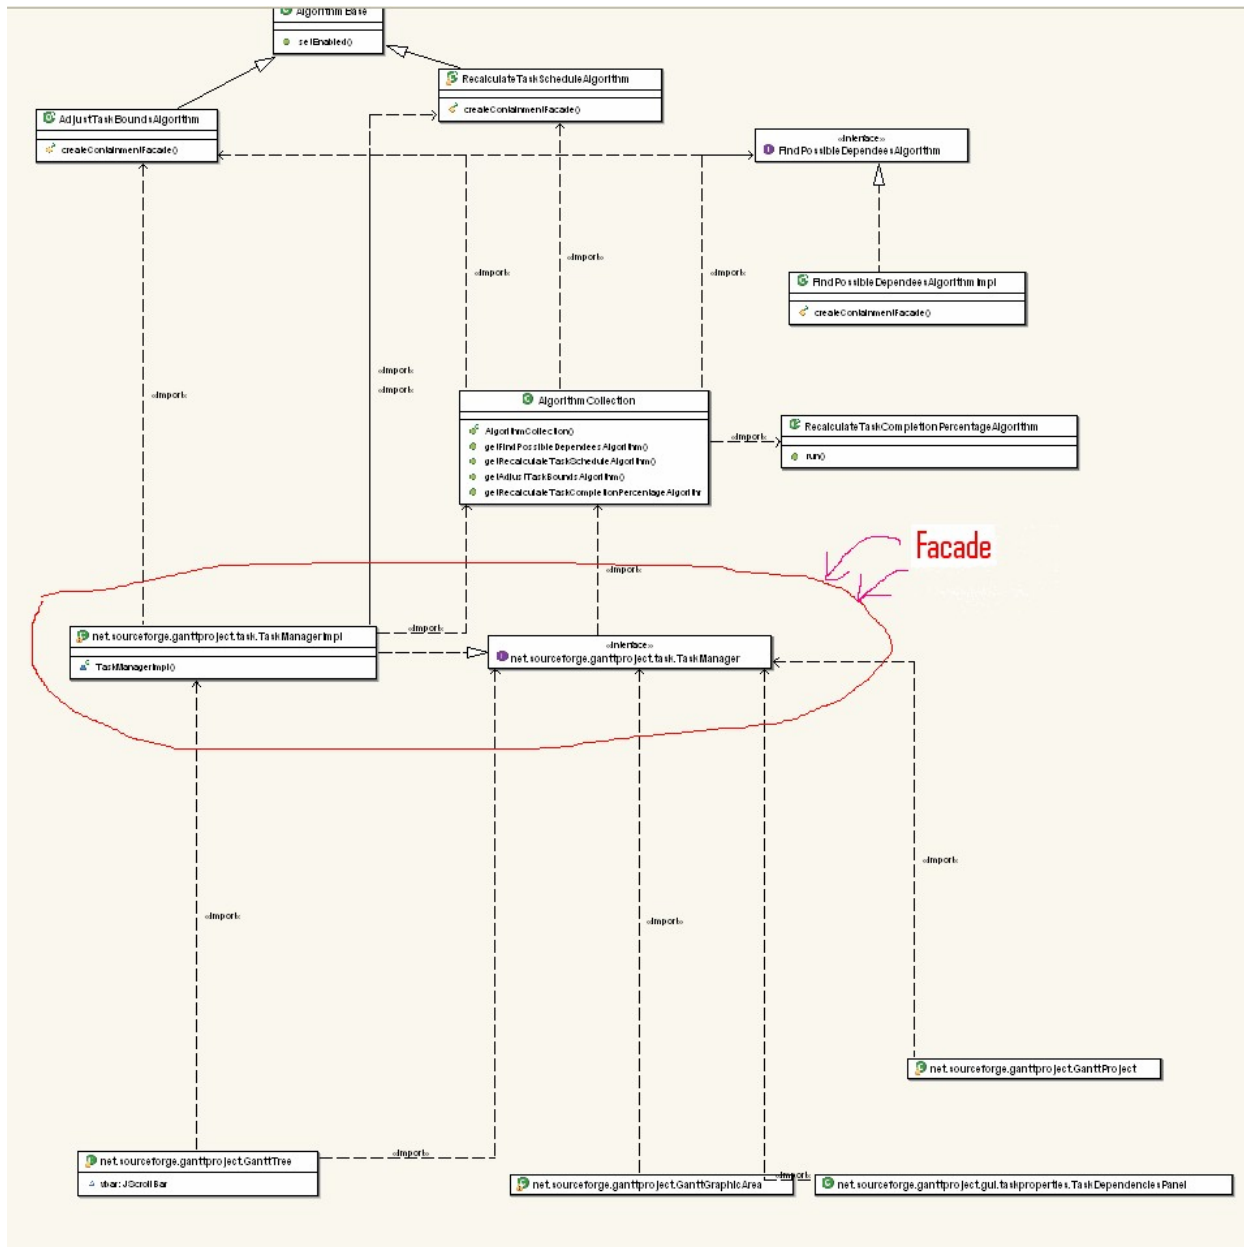 AlgorithmBase
setEnabled()
RecalculateTaskScheduleAlgorithm
createContainmentFacade()
AdjustTaskBoundsAlgorithm
createContainmentFacade()
«Interface»
FindPossibleDependeesAlgorithm
«Import»
«Import»
«Import»
FindPossibleDependeesAlgorithmImpl
createContainmentFacade()
«Import»
«Import»
«Import»
AlgorithmCollection
AlgorithmCollection()
getFindPossibleDependeesAlgorithm()
getRecalculateTaskScheduleAlgorithm()
getAdjustTaskBoundsAlgorithm()
getRecalculateTaskCompletionPercentageAlgorithr
«Import»
RecalculateTaskCompletionPercentageAlgorithm
run()
Facade
«Import»
net.sourceforge.ganttproject.task.TaskManagerImpl
TaskManagerImpl()
«Import»
«Interface»
net.sourceforge.ganttproject.task.TaskManager
«Import»
«Import»
«Import»
net.sourceforge.ganttproject.GanttProject
net.sourceforge.ganttproject.GanttTree
vbar: JScrollBar
«Import»
net.sourceforge.ganttproject.GanttGraphicArea
«Import»
net.sourceforge.ganttproject.gui.taskproperties.TaskDependenciesPanel